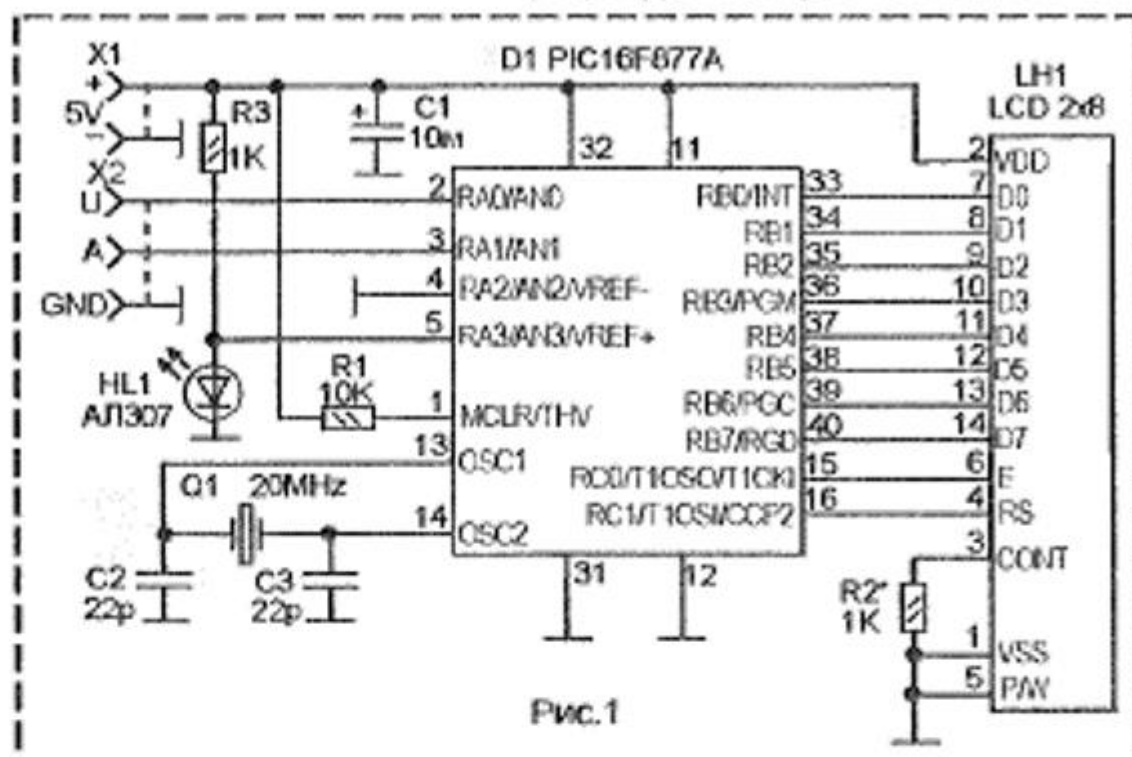 D1 PIC16F877A
X1
+
5V
−
X2
U
A
GND
R3
1K
+
C1
10м
HL1
АЛ307
R1
10K
Q1
20MHz
C2
22p
C3
22p
32
11
2 RA0/AN0
3 RA1/AN1
4 RA2/AN2/VREF-
5 RA3/AN3/VREF+
1 MCLR/THV
13 OSC1
14 OSC2
31
12
RB0/INT 33
RB1 34
RB2 35
RB3/PGM 36
RB4 37
RB5 38
RB6/PGC 39
RB7/RGD 40
RC0/T1OSO/T1CKI 15
RC1/T1OSI/CCP2 16
LH1
LCD 2x8
2 VDD
7 D0
8 D1
9 D2
10 D3
11 D4
12 D5
13 D6
14 D7
6 E
4 RS
3 CONT
R2*
1K
1 VSS
5 P/W
Рис.1